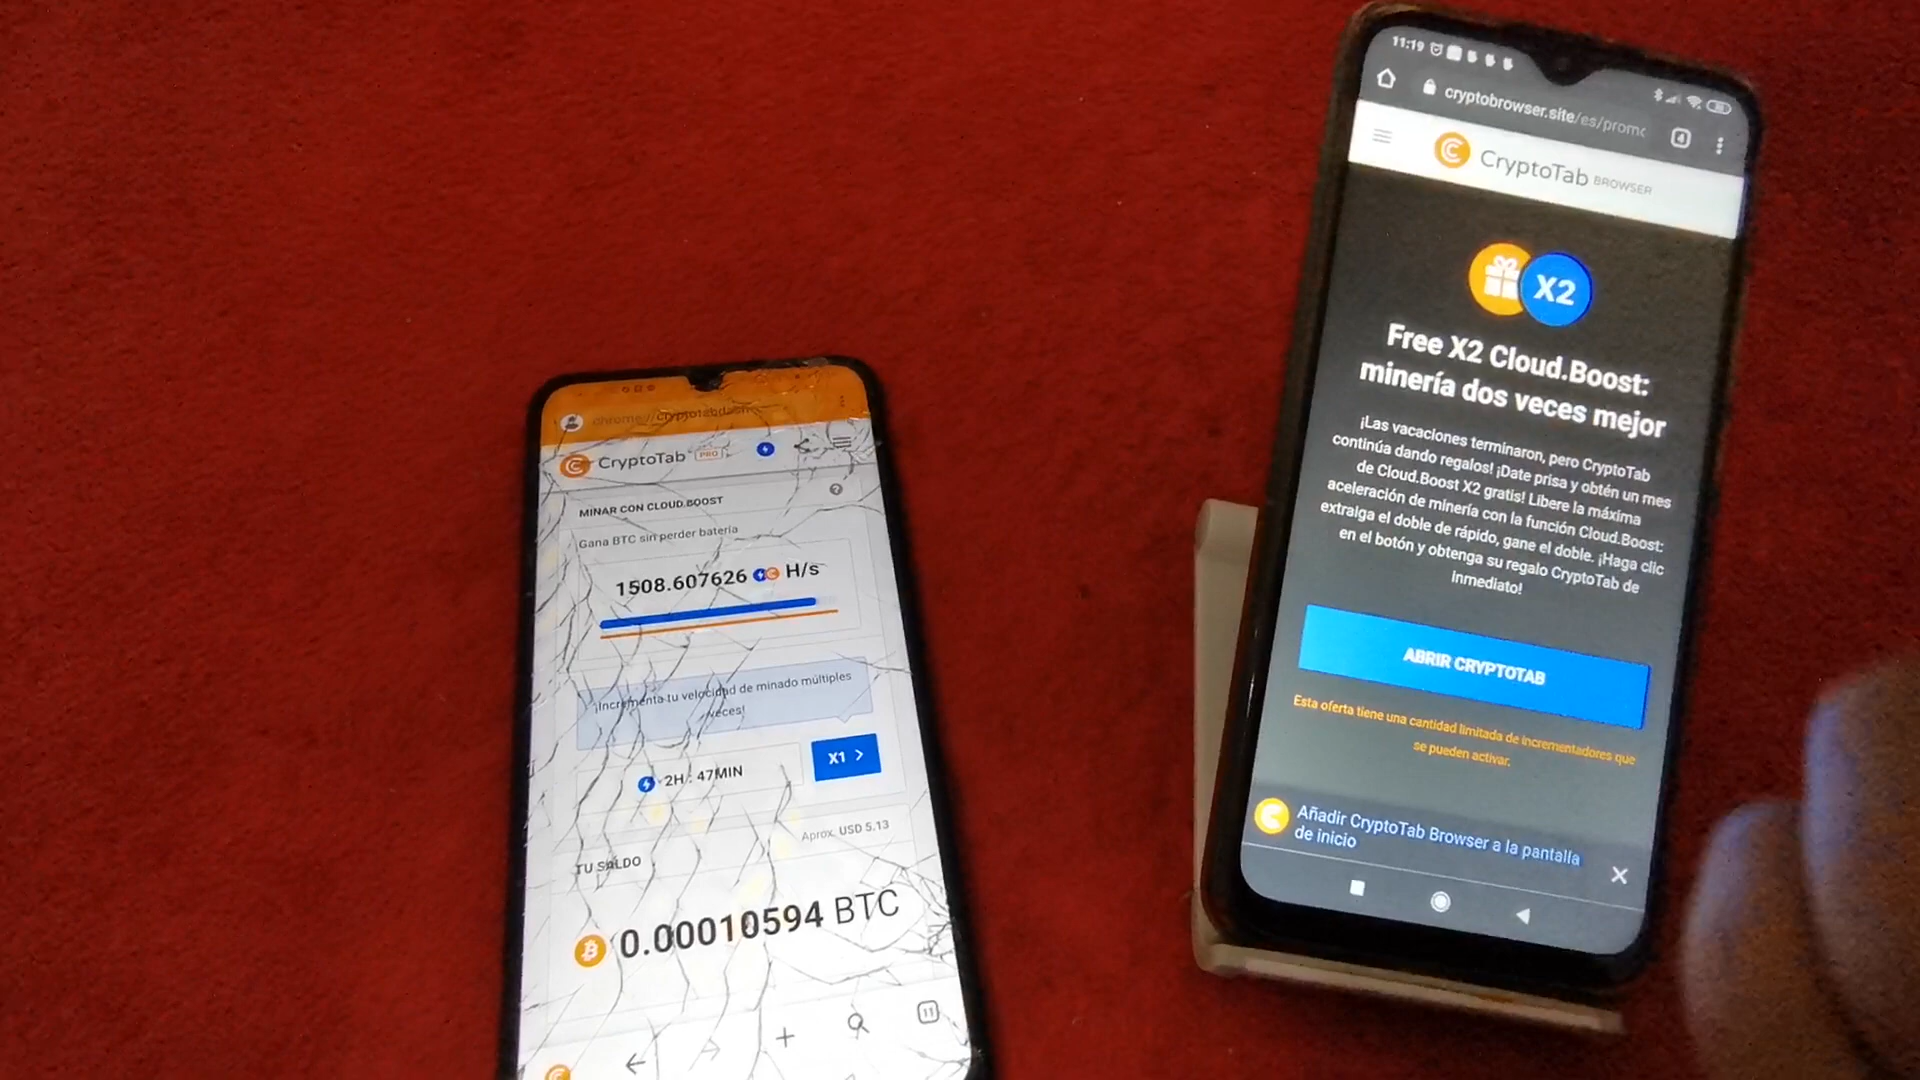 chrome://cryptotabdash
CryptoTab PRO
MINAR CON CLOUD.BOOST
?
Gana BTC sin perder batería
1508.607626 H/s
¡Incrementa tu velocidad de minado múltiples
veces!
2H : 47MIN
X1 >
Aprox. USD 5.13
TU SALDO
0.00010594 BTC
11
11:19
cryptobrowser.site/es/promo
4
CryptoTab BROWSER
X2
Free X2 Cloud.Boost:
minería dos veces mejor
¡Las vacaciones terminaron, pero CryptoTab
continúa dando regalos! ¡Date prisa y obtén un mes
de Cloud.Boost X2 gratis! Libere la máxima
aceleración de minería con la función Cloud.Boost:
extraiga el doble de rápido, gane el doble. ¡Haga clic
en el botón y obtenga su regalo CryptoTab de
inmediato!
ABRIR CRYPTOTAB
Esta oferta tiene una cantidad limitada de incrementadores que
se pueden activar.
Añadir CryptoTab Browser a la pantalla
de inicio